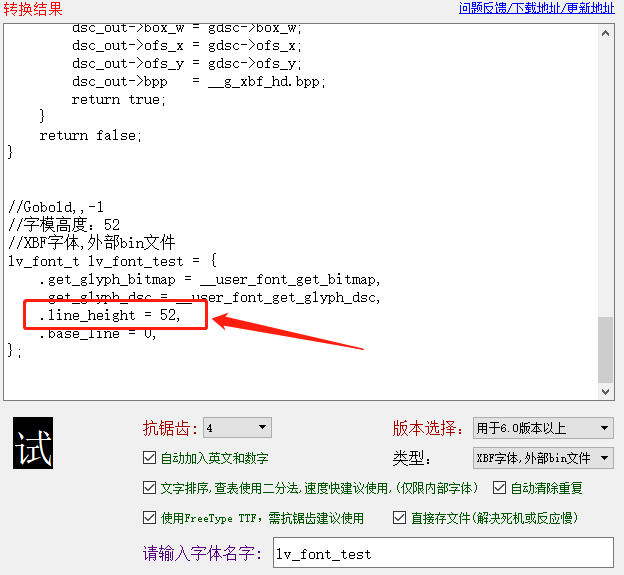 转换结果
问题反馈/下载地址/更新地址
dsc_out->box_w = gdsc->box_w;
dsc_out->ofs_x = gdsc->ofs_x;
dsc_out->ofs_y = gdsc->ofs_y;
dsc_out->bpp   = __g_xbf_hd.bpp;
return true;
}
return false;
}
//Gobold,,-1
//字模高度：52
//XBF字体,外部bin文件
lv_font_t lv_font_test = {
.get_glyph_bitmap = __user_font_get_bitmap,
.get_glyph_dsc = __user_font_get_glyph_dsc,
.line_height = 52,
.base_line = 0,
};
试
抗锯齿: 4
版本选择： 用于6.0版本以上
自动加入英文和数字
类型： XBF字体,外部bin文件
文字排序,查表使用二分法,速度快建议使用,(仅限内部字体)
自动清除重复
使用FreeType TTF，需抗锯齿建议使用
直接存文件(解决死机或反应慢)
请输入字体名字: lv_font_test